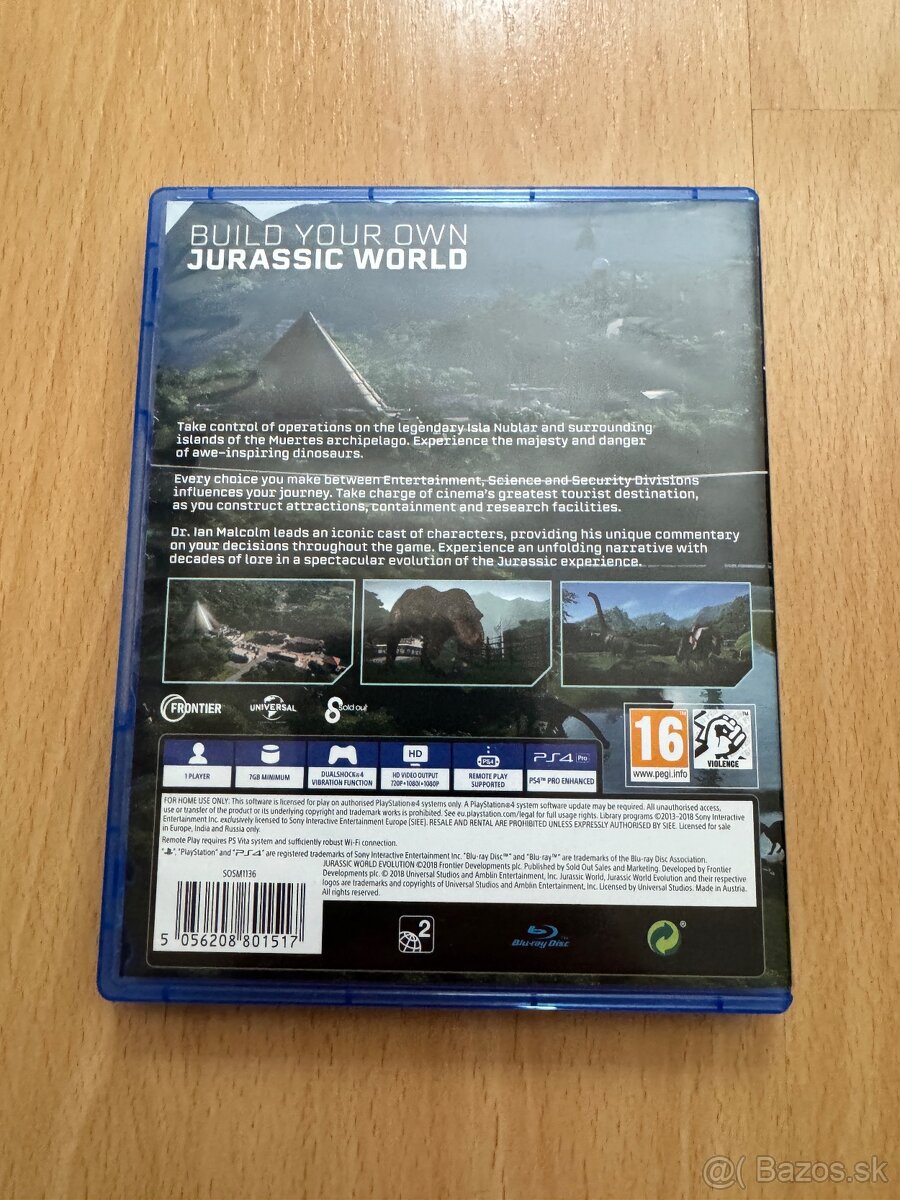 BUILD YOUR OWN
JURASSIC WORLD
Take control of operations on the legendary Isla Nublar and surrounding
islands of the Muertes archipelago. Experience the majesty and danger
of awe-inspiring dinosaurs.
Every choice you make between Entertainment, Science and Security Divisions
influences your journey. Take charge of cinema's greatest tourist destination,
as you construct attractions, containment and research facilities.
Dr. Ian Malcolm leads an iconic cast of characters, providing his unique commentary
on your decisions throughout the game. Experience an unfolding narrative with
decades of lore in a spectacular evolution of the Jurassic experience.
FRONTIER
UNIVERSAL
Sold out
16
www.pegi.info
VIOLENCE
1 PLAYER
7GB MINIMUM
DUALSHOCK®4
VIBRATION FUNCTION
HD
HD VIDEO OUTPUT
720P•1080i•1080P
PS4
REMOTE PLAY
SUPPORTED
PS4 Pro
PS4™ PRO ENHANCED
FOR HOME USE ONLY: This software is licensed for play on authorised PlayStation®4 systems only. A PlayStation®4 system software update may be required. All unauthorised access,
use or transfer of the product or its underlying copyright and trademark works is prohibited. See eu.playstation.com/legal for full usage rights. Library programs ©2013-2018 Sony Interactive
Entertainment Inc. exclusively licensed to Sony Interactive Entertainment Europe (SIEE). RESALE AND RENTAL ARE PROHIBITED UNLESS EXPRESSLY AUTHORISED BY SIEE. Licensed for sale
in Europe, India and Russia only.
Remote Play requires PS Vita system and sufficiently robust Wi-Fi connection.
"PlayStation" and "PS4" are registered trademarks of Sony Interactive Entertainment Inc. "Blu-ray Disc™" and "Blu-ray™" are trademarks of the Blu-ray Disc Association.
JURASSIC WORLD EVOLUTION ©2018 Frontier Developments plc. Published by Sold Out Sales and Marketing. Developed by Frontier
Developments plc. © 2018 Universal Studios and Amblin Entertainment, Inc. Jurassic World, Jurassic World Evolution and their respective
logos are trademarks and copyrights of Universal Studios and Amblin Entertainment, Inc. Licensed by Universal Studios. Made in Austria.
All rights reserved.
SOSM1136
5 056208 801517
2
Blu-ray Disc
@( Bazos.sk